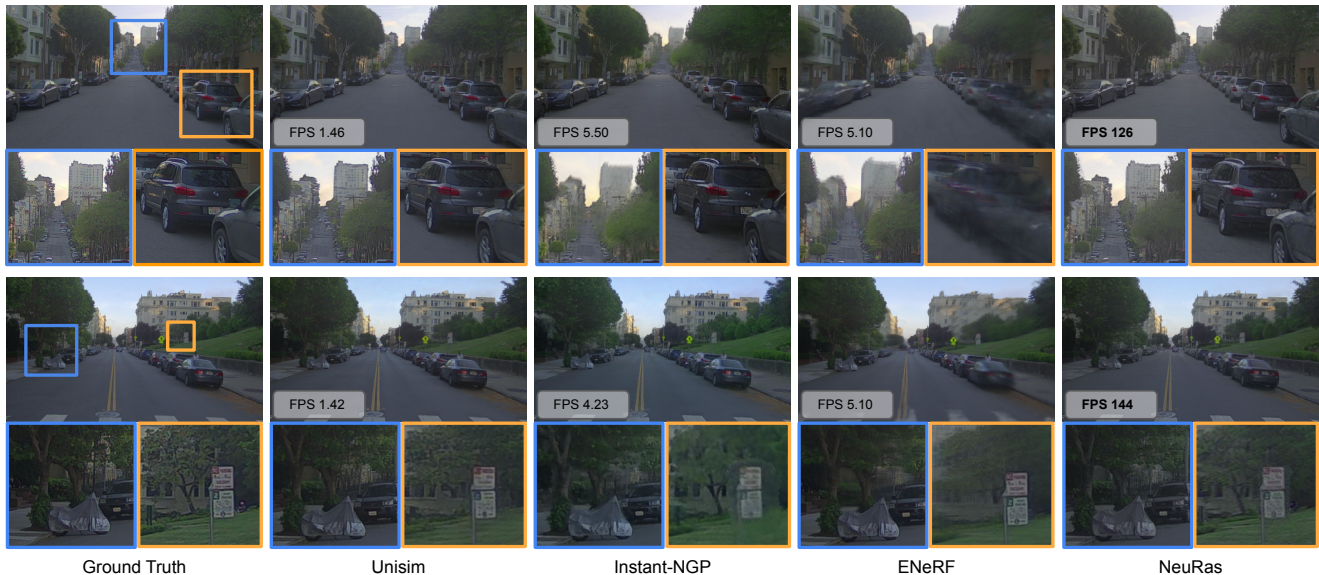 FPS 1.46
FPS 5.50
FPS 5.10
FPS 126
FPS 1.42
FPS 4.23
FPS 5.10
FPS 144
Ground Truth
Unisim
Instant-NGP
ENeRF
NeuRas